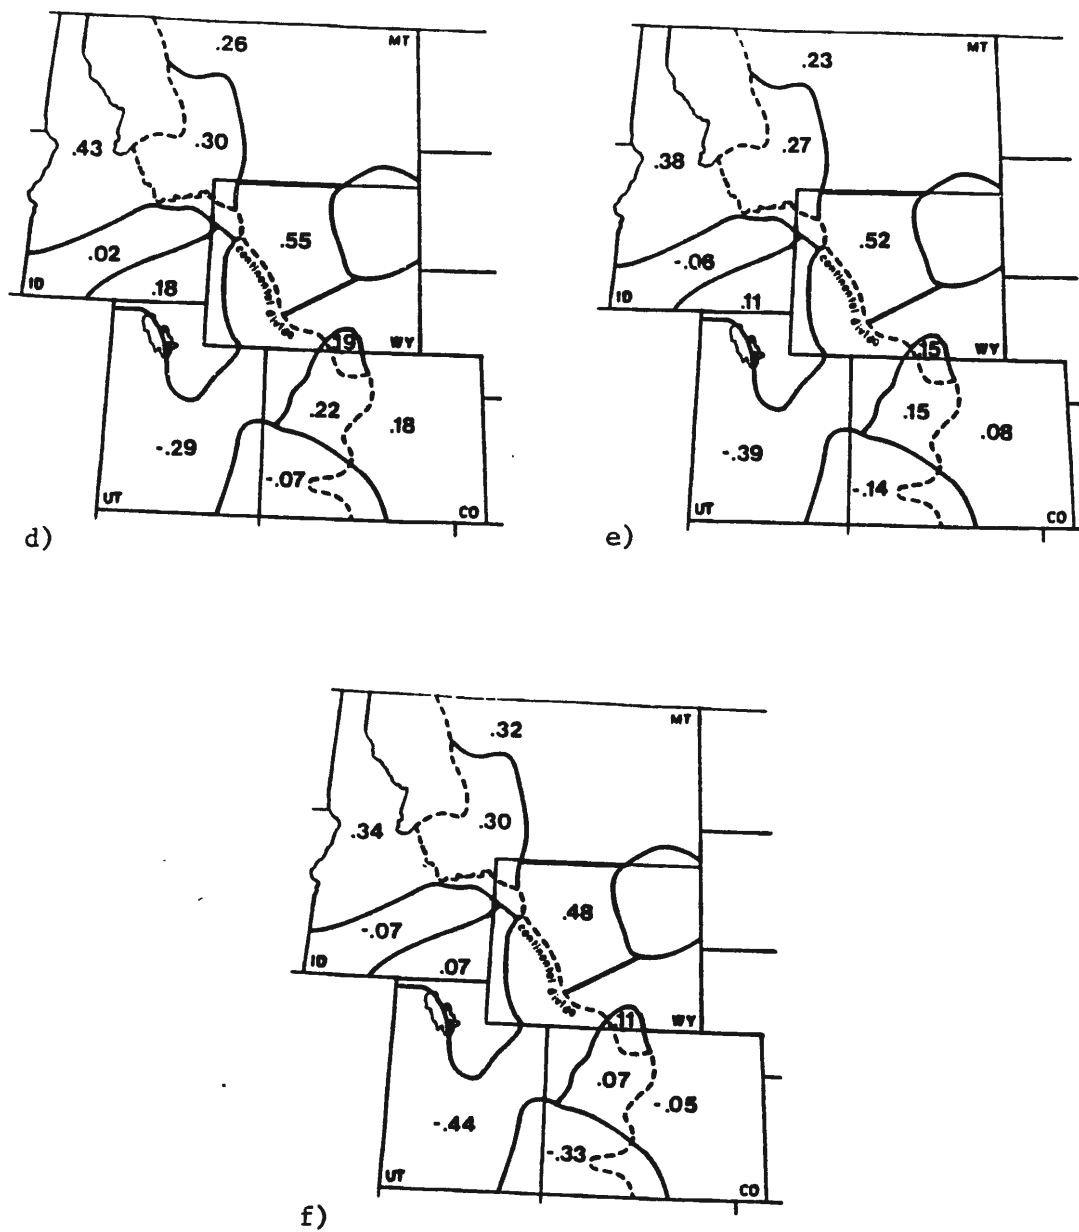 .26
MT
.43
.30
.02
.55
continental divide
ID
.18
.19
WY
.22
.18
-.29
-.07
UT
CO
d)
.23
MT
.38
.27
-.06
.52
continental divide
ID
.11
.15
WY
.15
.08
-.39
-.14
UT
CO
e)
.32
MT
.34
.30
-.07
.48
continental divide
ID
.07
.11
WY
.07
-.05
-.44
-.33
UT
CO
f)